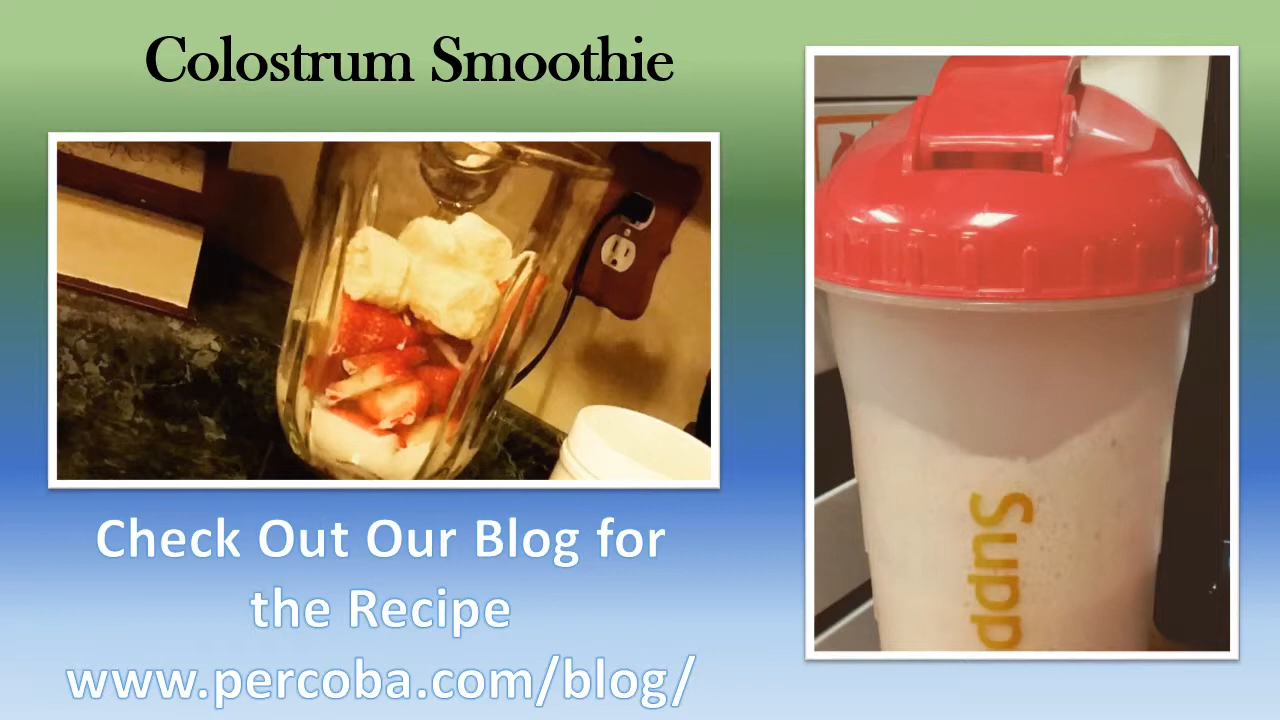 Colostrum Smoothie
Check Out Our Blog for
the Recipe
www.percoba.com/blog/
Supp